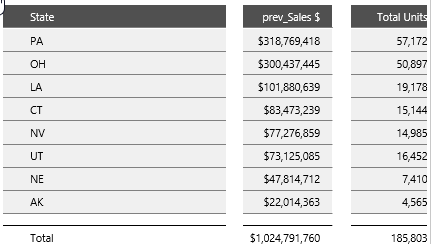 State prev_Sales $ Total Units
PA $318,769,418 57,172
OH $300,437,445 50,897
LA $101,880,639 19,178
CT $83,473,239 15,144
NV $77,276,859 14,985
UT $73,125,085 16,452
NE $47,814,712 7,410
AK $22,014,363 4,565
Total $1,024,791,760 185,803